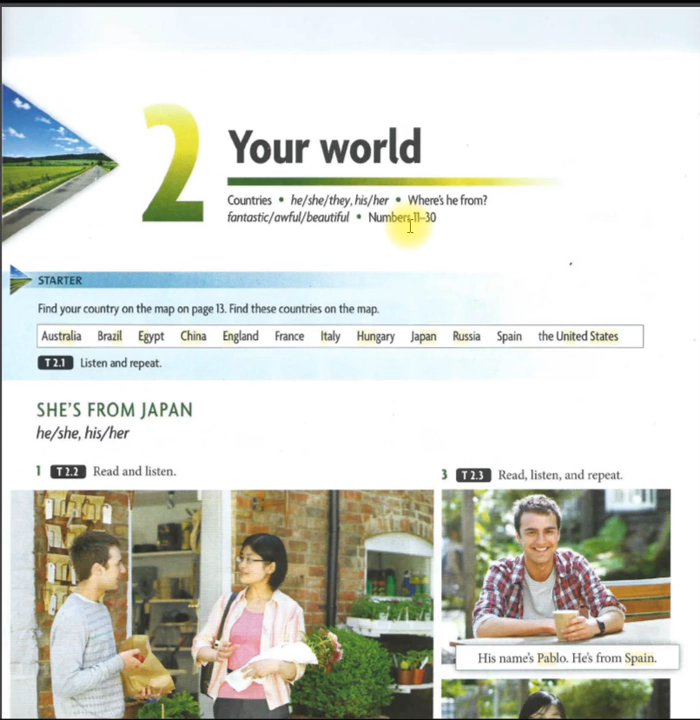 2
Your world
Countries • he/she/they, his/her • Where's he from?
fantastic/awful/beautiful • Numbers 11–30
STARTER
Find your country on the map on page 13. Find these countries on the map.
Australia Brazil Egypt China England France Italy Hungary Japan Russia Spain the United States
T 2.1 Listen and repeat.
SHE'S FROM JAPAN
he/she, his/her
1 T 2.2 Read and listen.
3 T 2.3 Read, listen, and repeat.
His name's Pablo. He's from Spain.